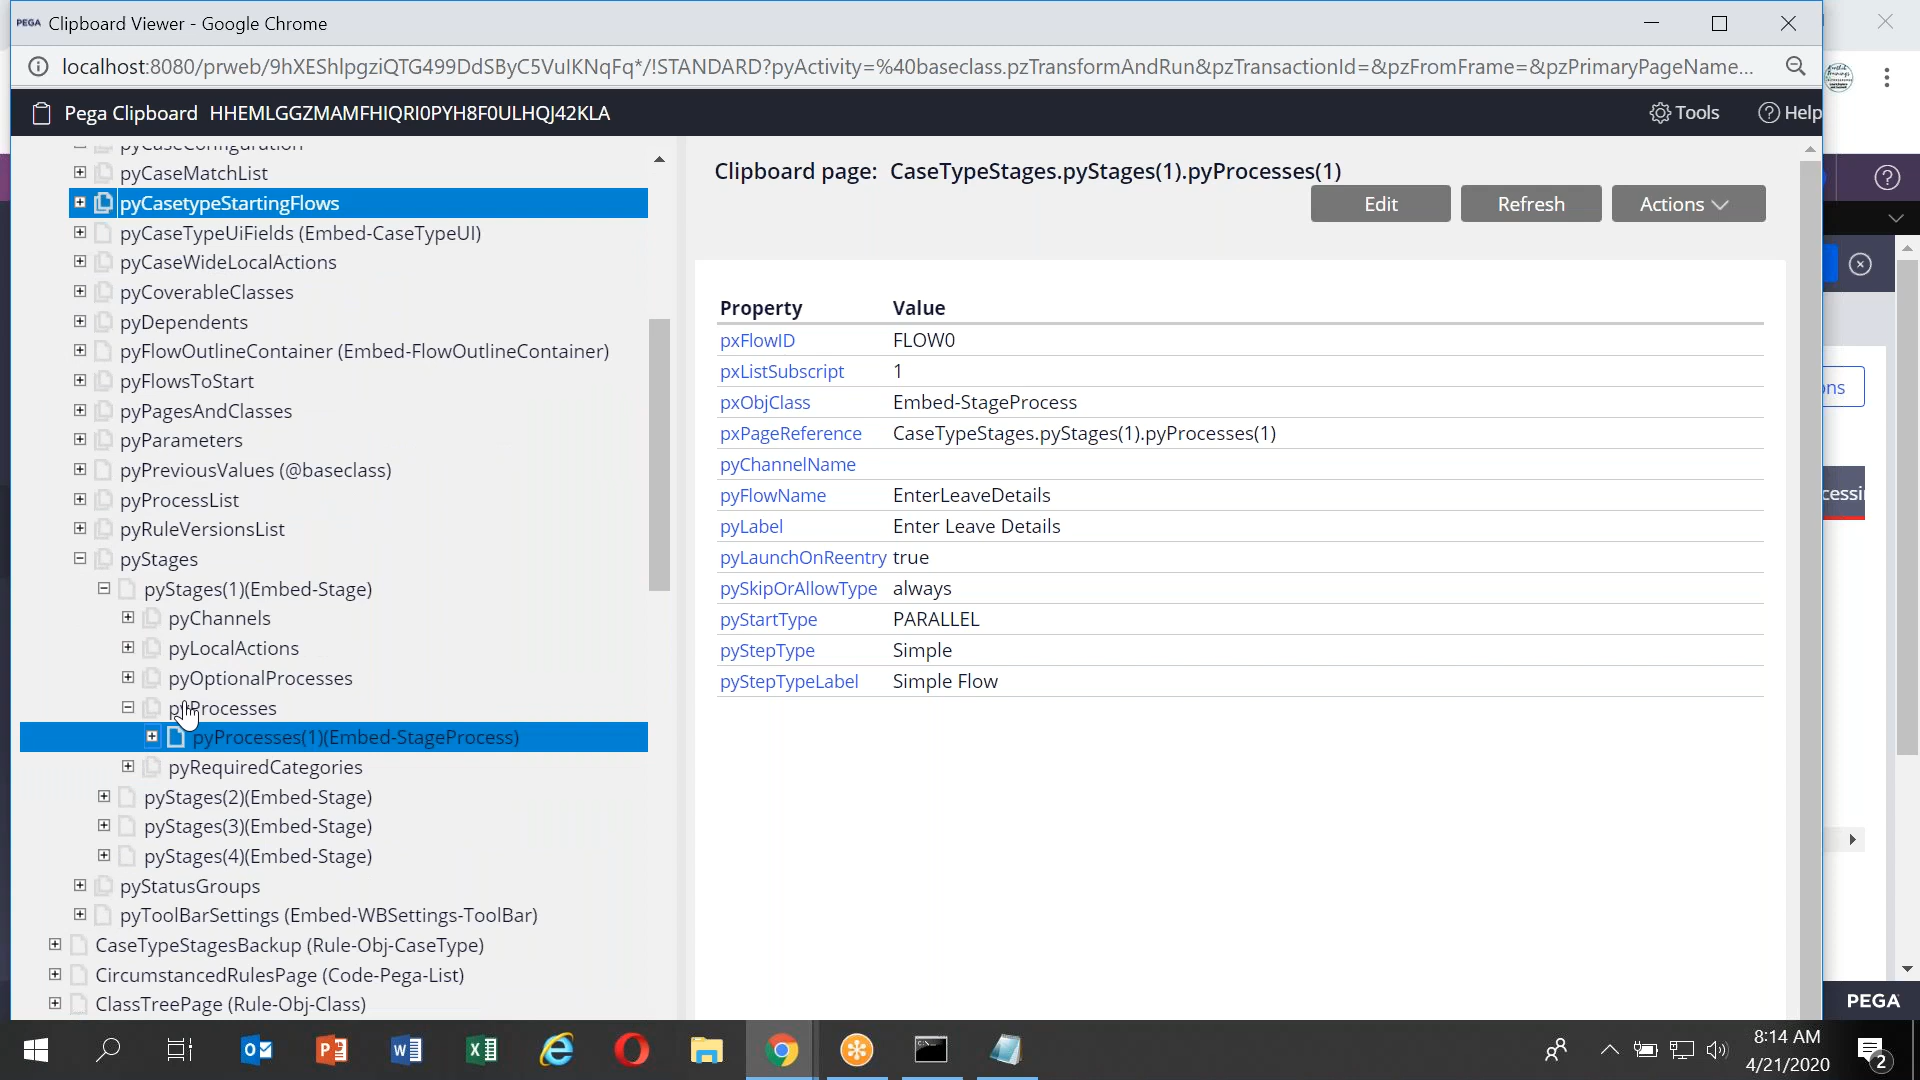 PEGA Clipboard Viewer - Google Chrome
localhost:8080/prweb/9hXEShlpgziQTG499DdSByC5VuIKNqFq*/!STANDARD?pyActivity=%40baseclass.pzTransformAndRun&pzTransactionId=&pzFromFrame=&pzPrimaryPageName...
Pega Clipboard HHEMLGGZMAMFHIQRI0PYH8F0ULHQJ42KLA
Tools
Help
pyCaseConfiguration
pyCaseMatchList
pyCasetypeStartingFlows
pyCaseTypeUiFields (Embed-CaseTypeUI)
pyCaseWideLocalActions
pyCoverableClasses
pyDependents
pyFlowOutlineContainer (Embed-FlowOutlineContainer)
pyFlowsToStart
pyPagesAndClasses
pyParameters
pyPreviousValues (@baseclass)
pyProcessList
pyRuleVersionsList
pyStages
pyStages(1)(Embed-Stage)
pyChannels
pyLocalActions
pyOptionalProcesses
pyProcesses
pyProcesses(1)(Embed-StageProcess)
pyRequiredCategories
pyStages(2)(Embed-Stage)
pyStages(3)(Embed-Stage)
pyStages(4)(Embed-Stage)
pyStatusGroups
pyToolBarSettings (Embed-WBSettings-ToolBar)
CaseTypeStagesBackup (Rule-Obj-CaseType)
CircumstancedRulesPage (Code-Pega-List)
ClassTreePage (Rule-Obj-Class)
Clipboard page: CaseTypeStages.pyStages(1).pyProcesses(1)
Edit
Refresh
Actions
Property Value
pxFlowID FLOW0
pxListSubscript 1
pxObjClass Embed-StageProcess
pxPageReference CaseTypeStages.pyStages(1).pyProcesses(1)
pyChannelName
pyFlowName EnterLeaveDetails
pyLabel Enter Leave Details
pyLaunchOnReentry true
pySkipOrAllowType always
pyStartType PARALLEL
pyStepType Simple
pyStepTypeLabel Simple Flow
ons
cessi
PEGA
8:14 AM
4/21/2020
2